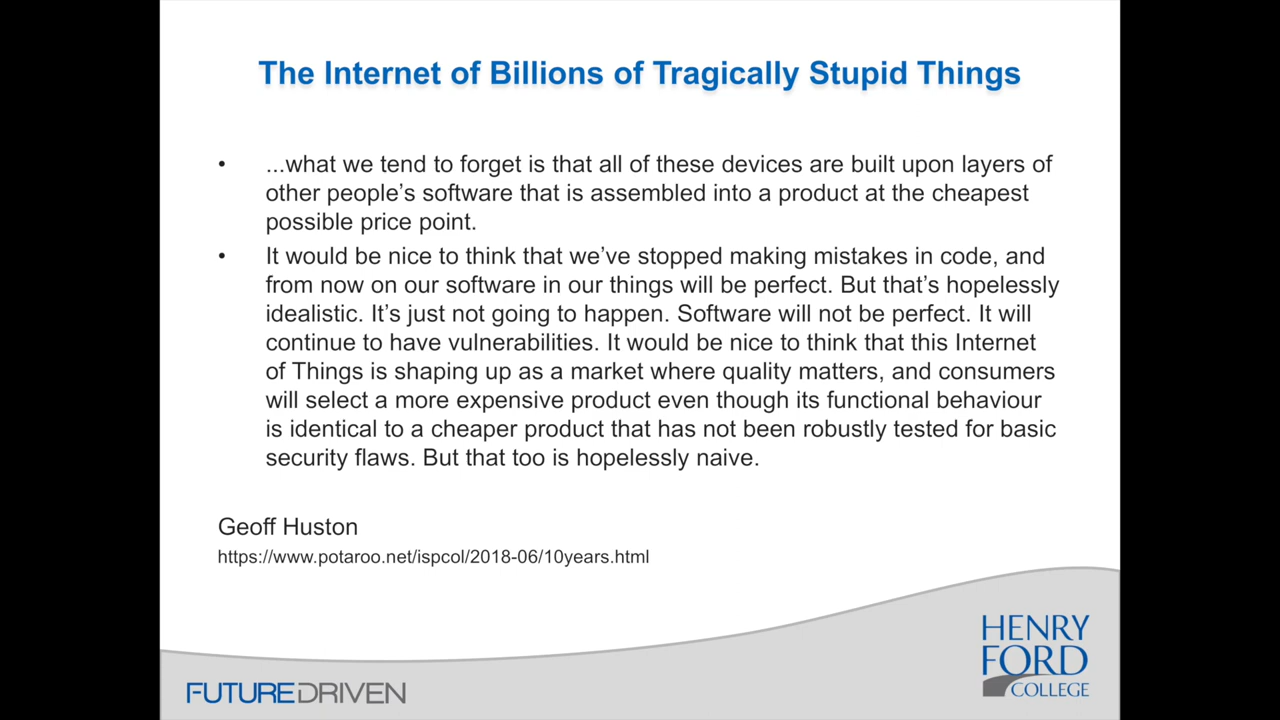 The Internet of Billions of Tragically Stupid Things
• ...what we tend to forget is that all of these devices are built upon layers of
other people’s software that is assembled into a product at the cheapest
possible price point.
• It would be nice to think that we’ve stopped making mistakes in code, and
from now on our software in our things will be perfect. But that’s hopelessly
idealistic. It’s just not going to happen. Software will not be perfect. It will
continue to have vulnerabilities. It would be nice to think that this Internet
of Things is shaping up as a market where quality matters, and consumers
will select a more expensive product even though its functional behaviour
is identical to a cheaper product that has not been robustly tested for basic
security flaws. But that too is hopelessly naive.
Geoff Huston
https://www.potaroo.net/ispcol/2018-06/10years.html
FUTUREDRIVEN
HENRY
FORD
COLLEGE